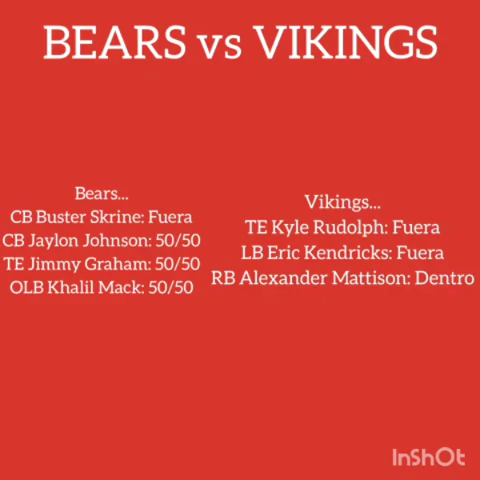 BEARS vs VIKINGS
Bears...
CB Buster Skrine: Fuera
CB Jaylon Johnson: 50/50
TE Jimmy Graham: 50/50
OLB Khalil Mack: 50/50
Vikings...
TE Kyle Rudolph: Fuera
LB Eric Kendricks: Fuera
RB Alexander Mattison: Dentro
InShOt